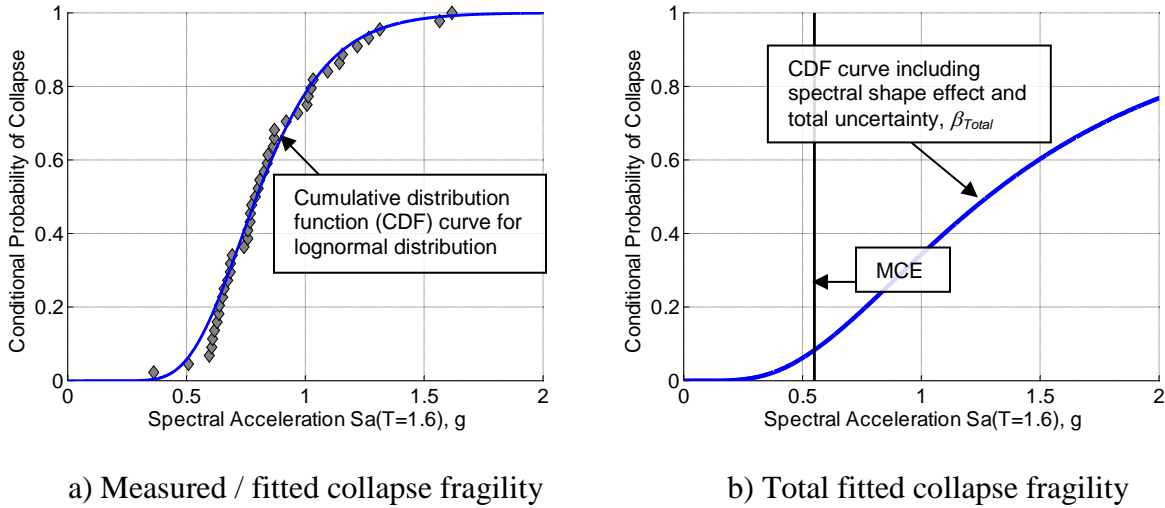 1
0.8
0.6
0.4
0.2
0
0
0.5
1
1.5
2
Conditional Probability of Collapse
Spectral Acceleration Sa(T=1.6), g
Cumulative distribution
function (CDF) curve for
lognormal distribution
a) Measured / fitted collapse fragility
1
0.8
0.6
0.4
0.2
0
0
0.5
1
1.5
2
Conditional Probability of Collapse
Spectral Acceleration Sa(T=1.6), g
CDF curve including
spectral shape effect and
total uncertainty, βTotal
MCE
b) Total fitted collapse fragility